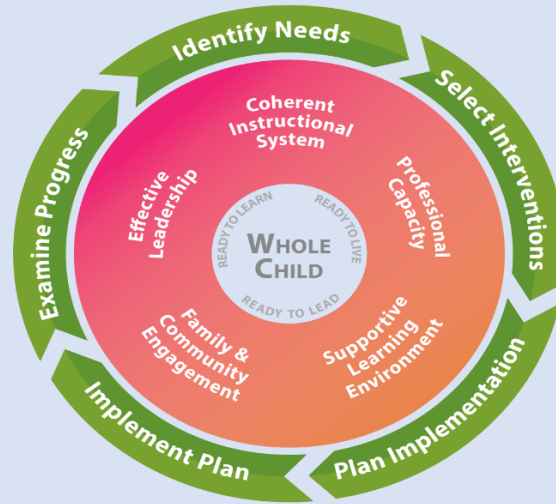 Identify Needs
Select Interventions
Plan Implementation
Implement Plan
Examine Progress
Coherent
Instructional
System
Professional
Capacity
Supportive
Learning
Environment
Family &
Community
Engagement
Effective
Leadership
READY TO LEARN
READY TO LIVE
READY TO LEAD
WHOLE
CHILD